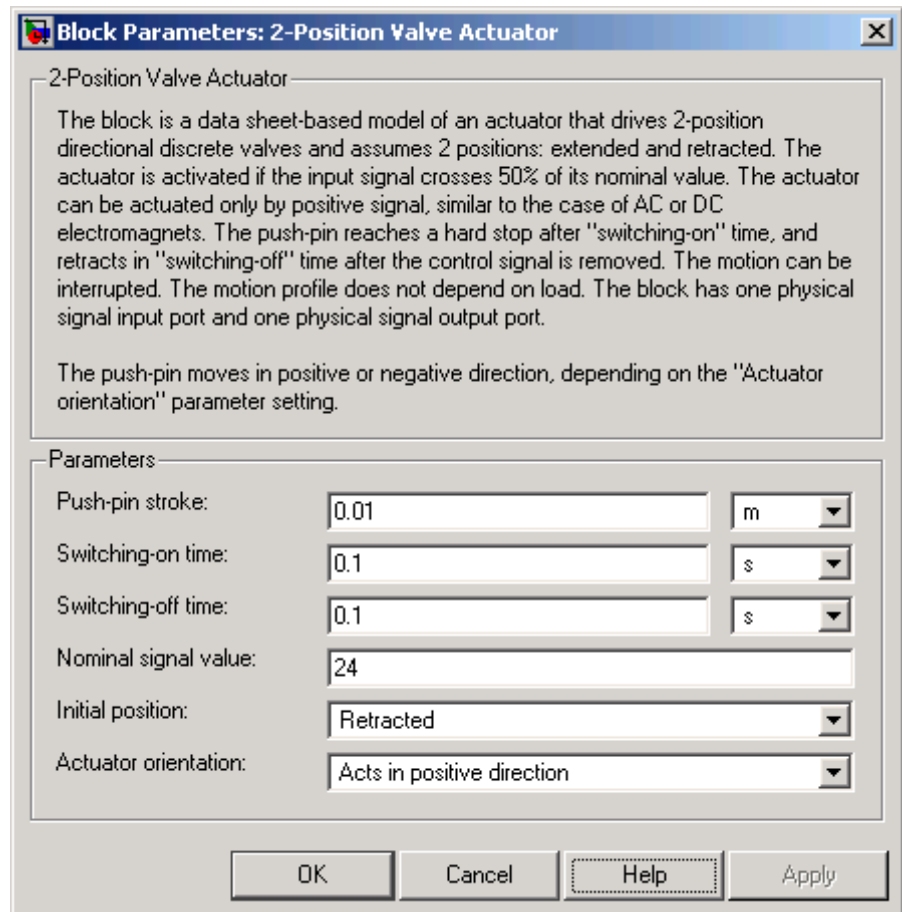 Block Parameters: 2-Position Valve Actuator
2-Position Valve Actuator
The block is a data sheet-based model of an actuator that drives 2-position
directional discrete valves and assumes 2 positions: extended and retracted. The
actuator is activated if the input signal crosses 50% of its nominal value. The actuator
can be actuated only by positive signal, similar to the case of AC or DC
electromagnets. The push-pin reaches a hard stop after "switching-on" time, and
retracts in "switching-off" time after the control signal is removed. The motion can be
interrupted. The motion profile does not depend on load. The block has one physical
signal input port and one physical signal output port.
The push-pin moves in positive or negative direction, depending on the "Actuator
orientation" parameter setting.
Parameters
Push-pin stroke: 0.01 m
Switching-on time: 0.1 s
Switching-off time: 0.1 s
Nominal signal value: 24
Initial position: Retracted
Actuator orientation: Acts in positive direction
OK Cancel Help Apply